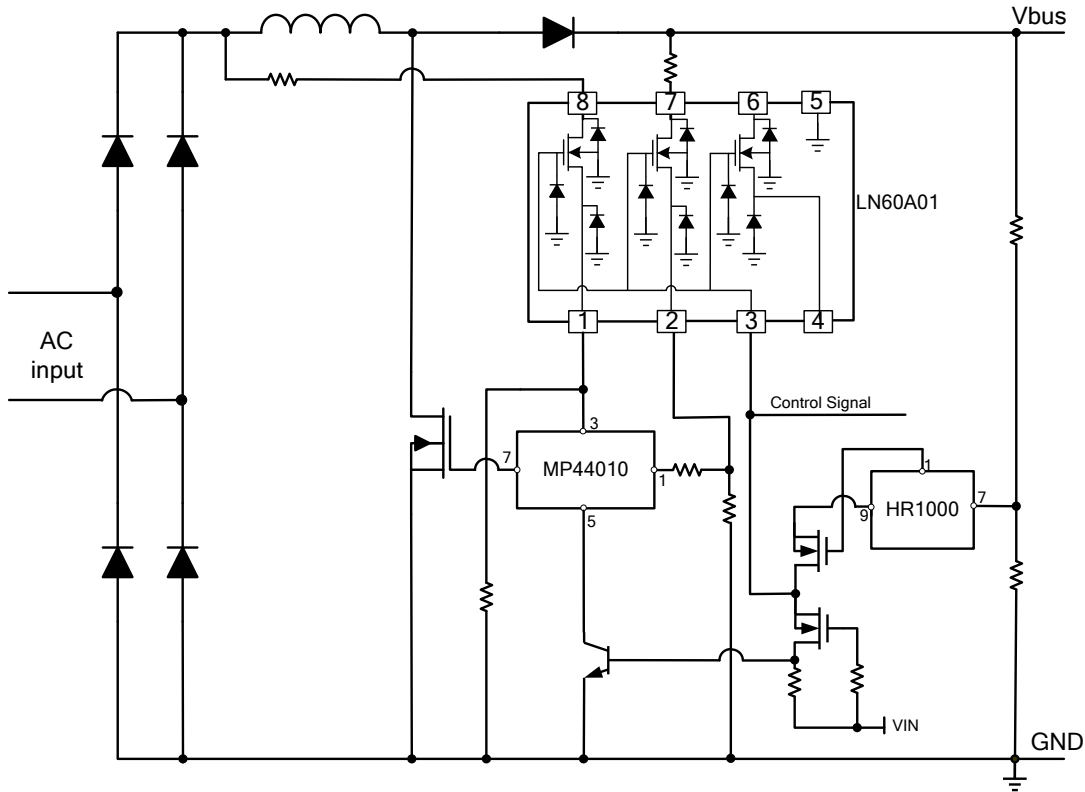 Vbus
8
7
6
5
LN60A01
1
2
3
4
AC
input
Control Signal
3
7
MP44010
1
5
1
9
HR1000
7
VIN
GND